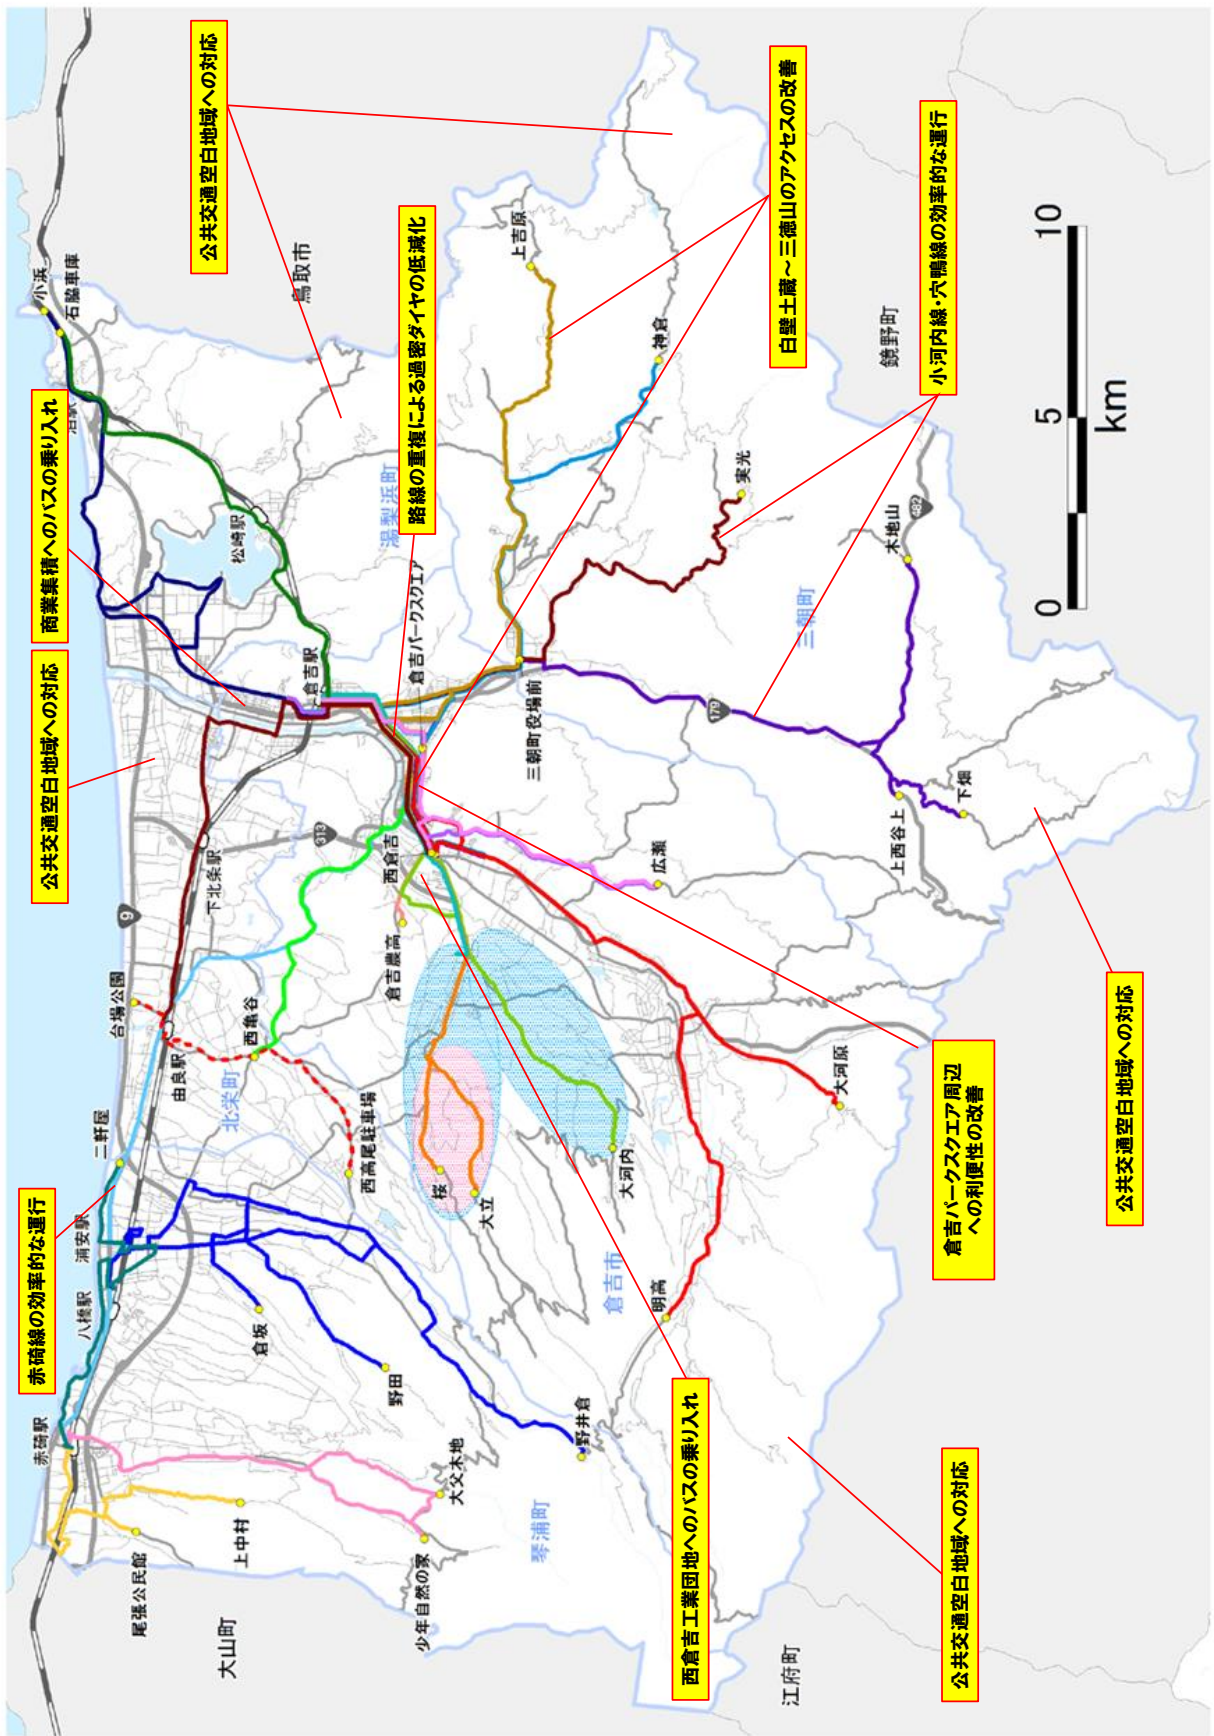 赤碕線の効率的な運行
公共交通空白地域への対応
商業集積へのバスの乗り入れ
公共交通空白地域への対応
赤碕駅
八橋駅
浦安駅
二軒屋
台場公園
由良駅
下北条駅
9
313
倉吉駅
松崎駅
泊駅
小浜
石脇車庫
鳥取市
尾張公民館
上中村
大山町
倉坂
野田
大父木地
少年自然の家
琴浦町
野井倉
北栄町
西亀谷
西高尾駐車場
倉吉農高
西倉吉
倉吉パークスクエア
湯梨浜町
路線の重複による過密ダイヤの低減化
上吉原
神倉
三朝町役場前
実光
三朝町
179
木地山
482
鏡野町
白壁土蔵～三徳山のアクセスの改善
小河内線・穴鴨線の効率的な運行
桜
大立
大河内
倉吉市
明高
大河原
広瀬
上西谷上
下畑
江府町
西倉吉工業団地へのバスの乗り入れ
公共交通空白地域への対応
倉吉パークスクエア周辺
への利便性の改善
公共交通空白地域への対応
0
5
10
km